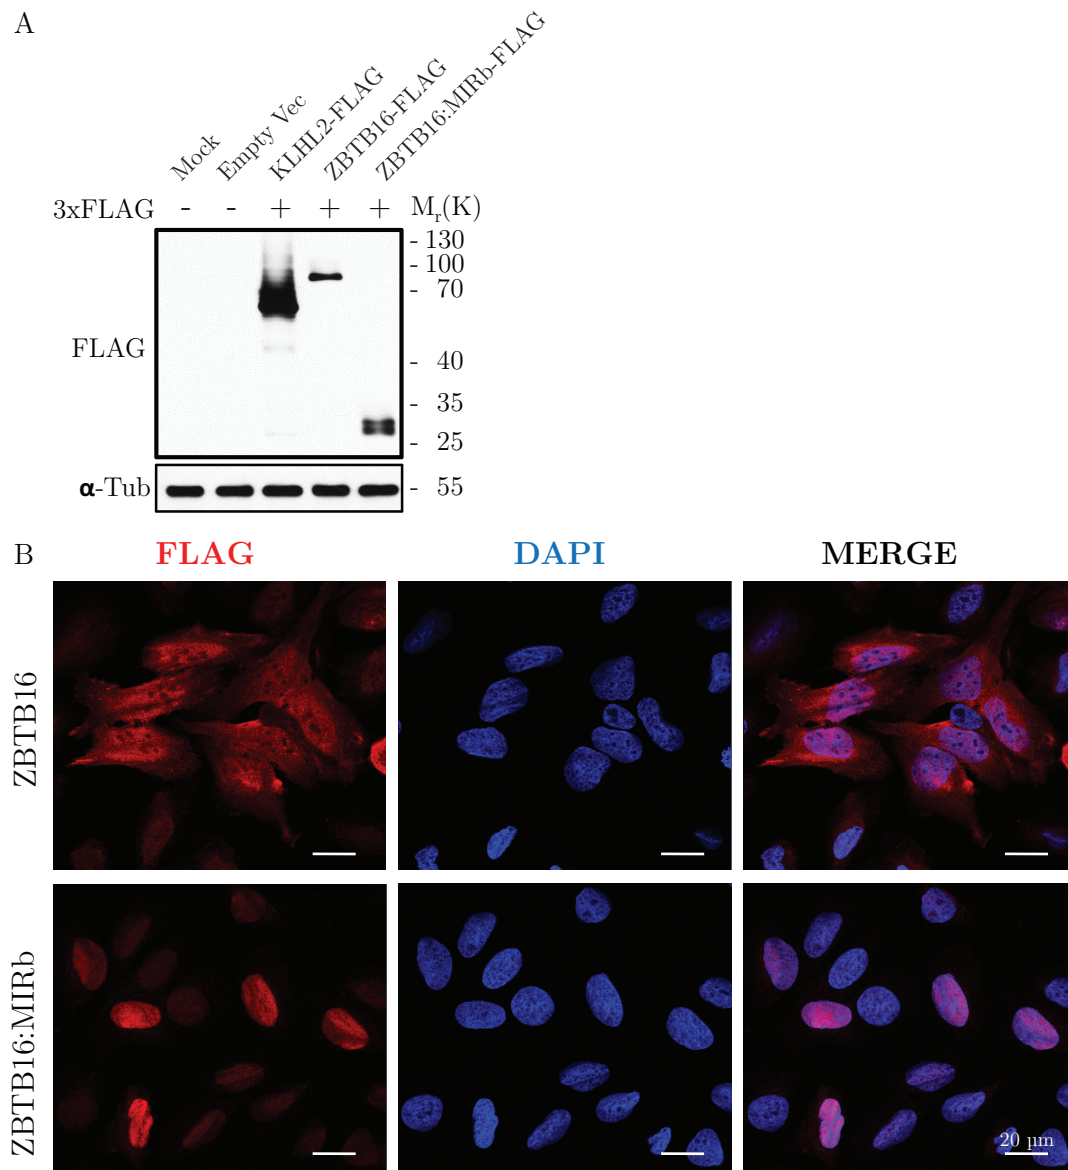 A
Mock
Empty Vec
KLHL2-FLAG
ZBTB16-FLAG
ZBTB16:MIRb-FLAG
3xFLAG - - + + + Mr(K)
- 130
- 100
- 70
FLAG
- 40
- 35
- 25
α-Tub - 55
B FLAG DAPI MERGE
ZBTB16
ZBTB16:MIRb
20 µm